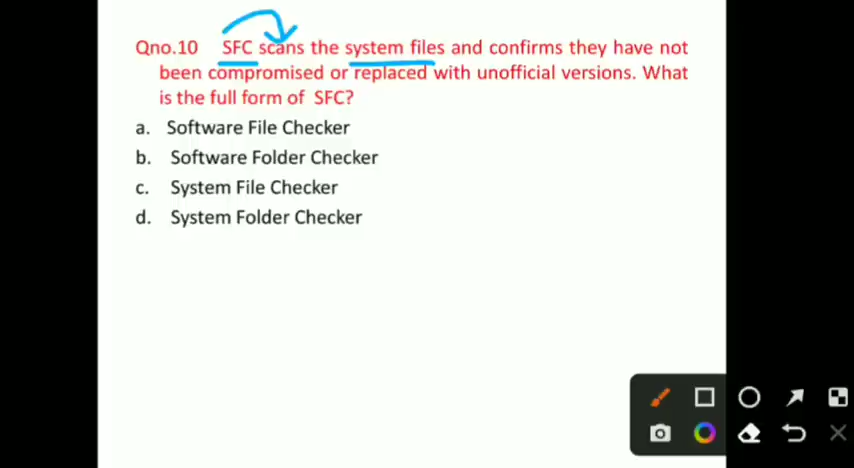 Qno.10 SFC scans the system files and confirms they have not
been compromised or replaced with unofficial versions. What
is the full form of SFC?
a. Software File Checker
b. Software Folder Checker
c. System File Checker
d. System Folder Checker